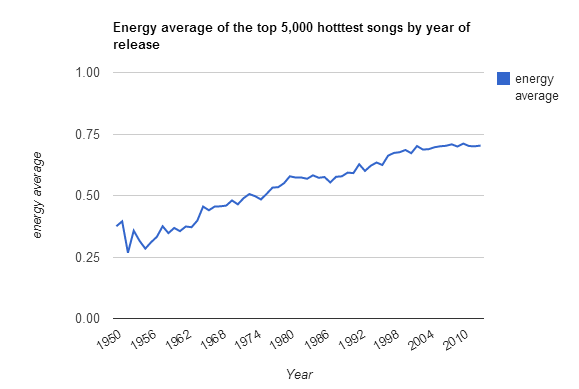 Energy average of the top 5,000 hotttest songs by year of
release
1.00
0.75
0.50
0.25
0.00
energy average
energy
average
1950
1956
1962
1968
1974
1980
1986
1992
1998
2004
2010
Year